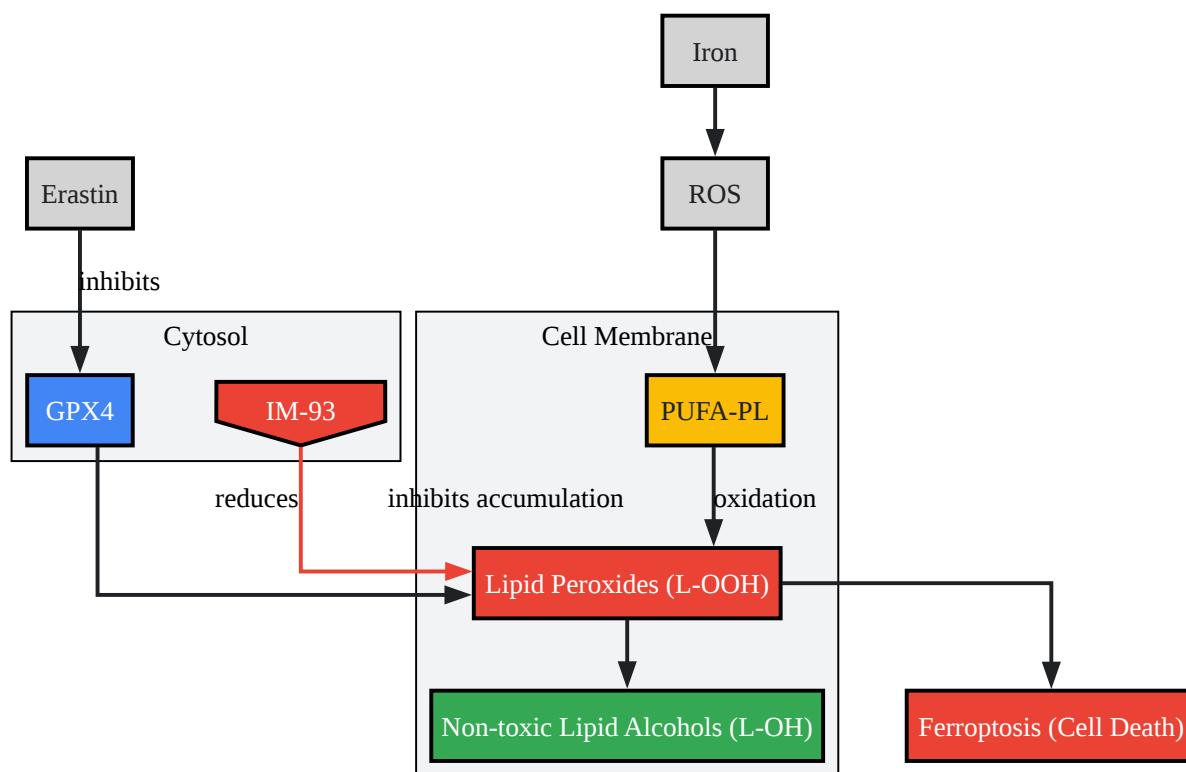 Iron
Erastin
ROS
inhibits
Cytosol
Cell Membrane
GPX4
IM-93
PUFA-PL
reduces
inhibits accumulation
oxidation
Lipid Peroxides (L-OOH)
Non-toxic Lipid Alcohols (L-OH)
Ferroptosis (Cell Death)